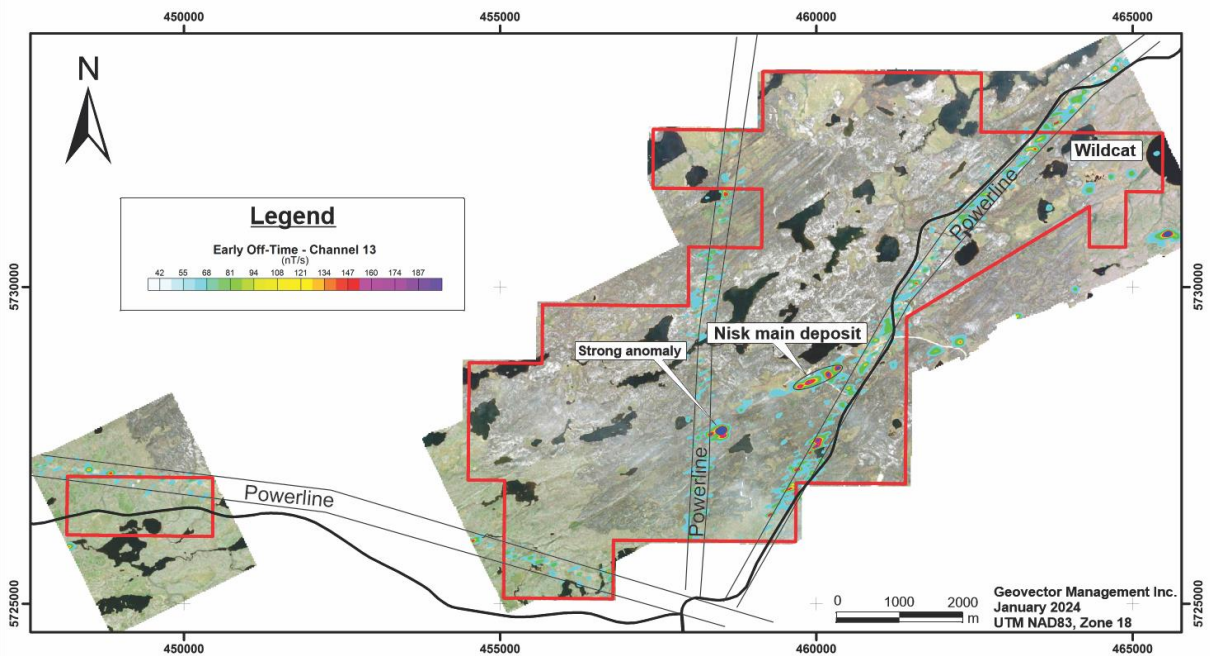 450000 455000 460000 465000
N
Wildcat
Powerline
Legend
Early Off-Time - Channel 13
(nT/s)
42 55 68 81 94 108 121 134 147 160 174 187
5730000 5730000
Nisk main deposit
Strong anomaly
Powerline
Powerline
5725000 5725000
0 1000 2000
m
Geovector Management Inc.
January 2024
UTM NAD83, Zone 18
450000 455000 460000 465000